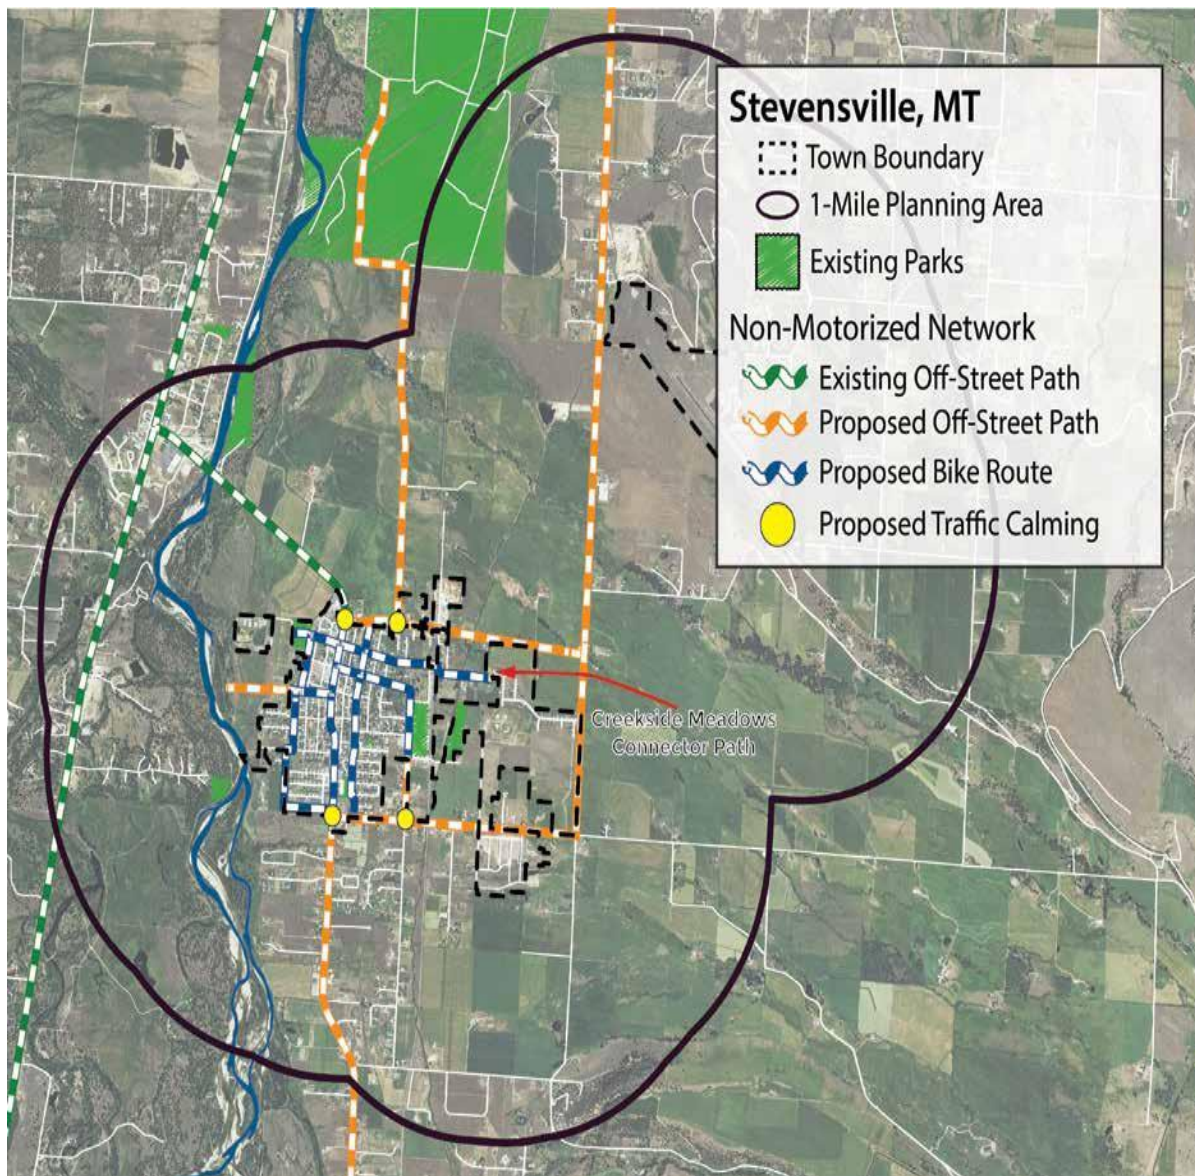 Stevensville, MT
Town Boundary
1-Mile Planning Area
Existing Parks
Non-Motorized Network
Existing Off-Street Path
Proposed Off-Street Path
Proposed Bike Route
Proposed Traffic Calming
Creekside Meadows
Connector Path